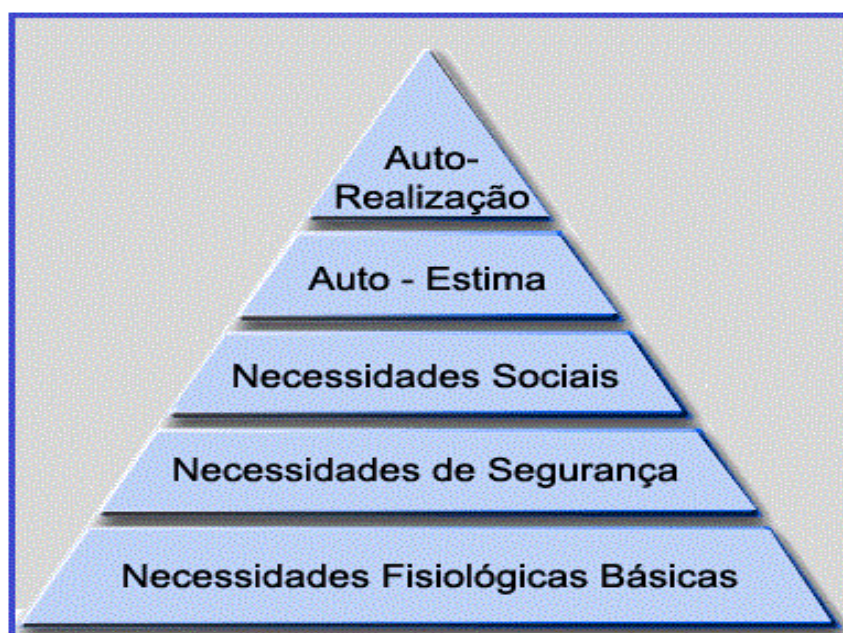 Auto-
Realização
Auto - Estima
Necessidades Sociais
Necessidades de Segurança
Necessidades Fisiológicas Básicas